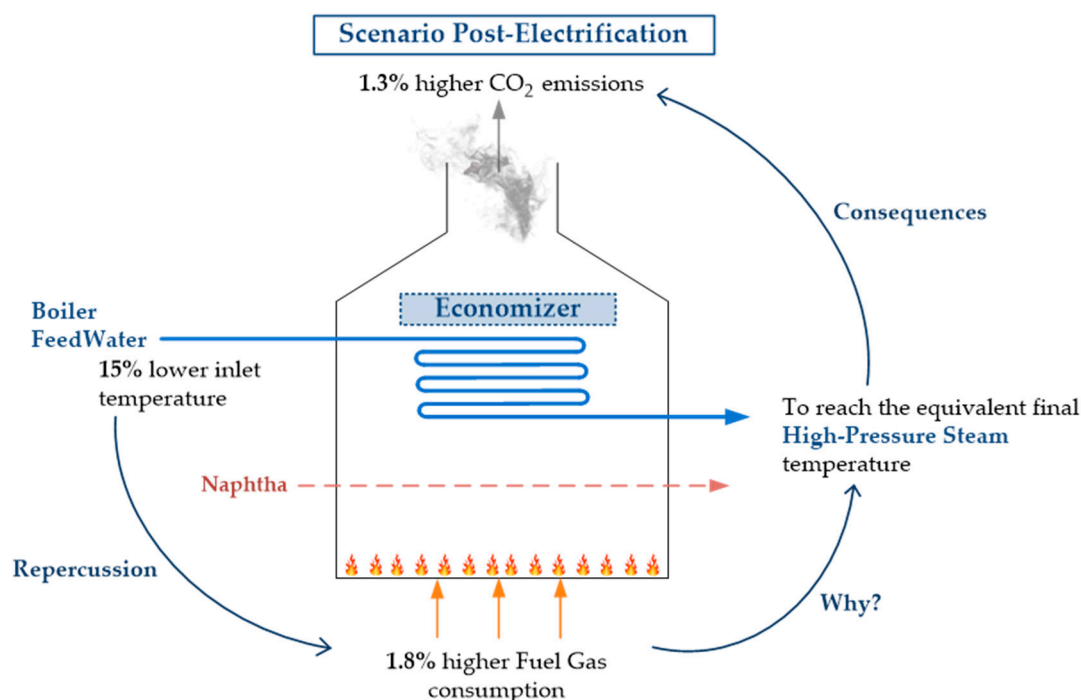 Scenario Post-Electrification
1.3% higher CO₂ emissions
Consequences
Economizer
Boiler
FeedWater
15% lower inlet
temperature
To reach the equivalent final
High-Pressure Steam
temperature
Naphtha
Repercussion
Why?
1.8% higher Fuel Gas
consumption